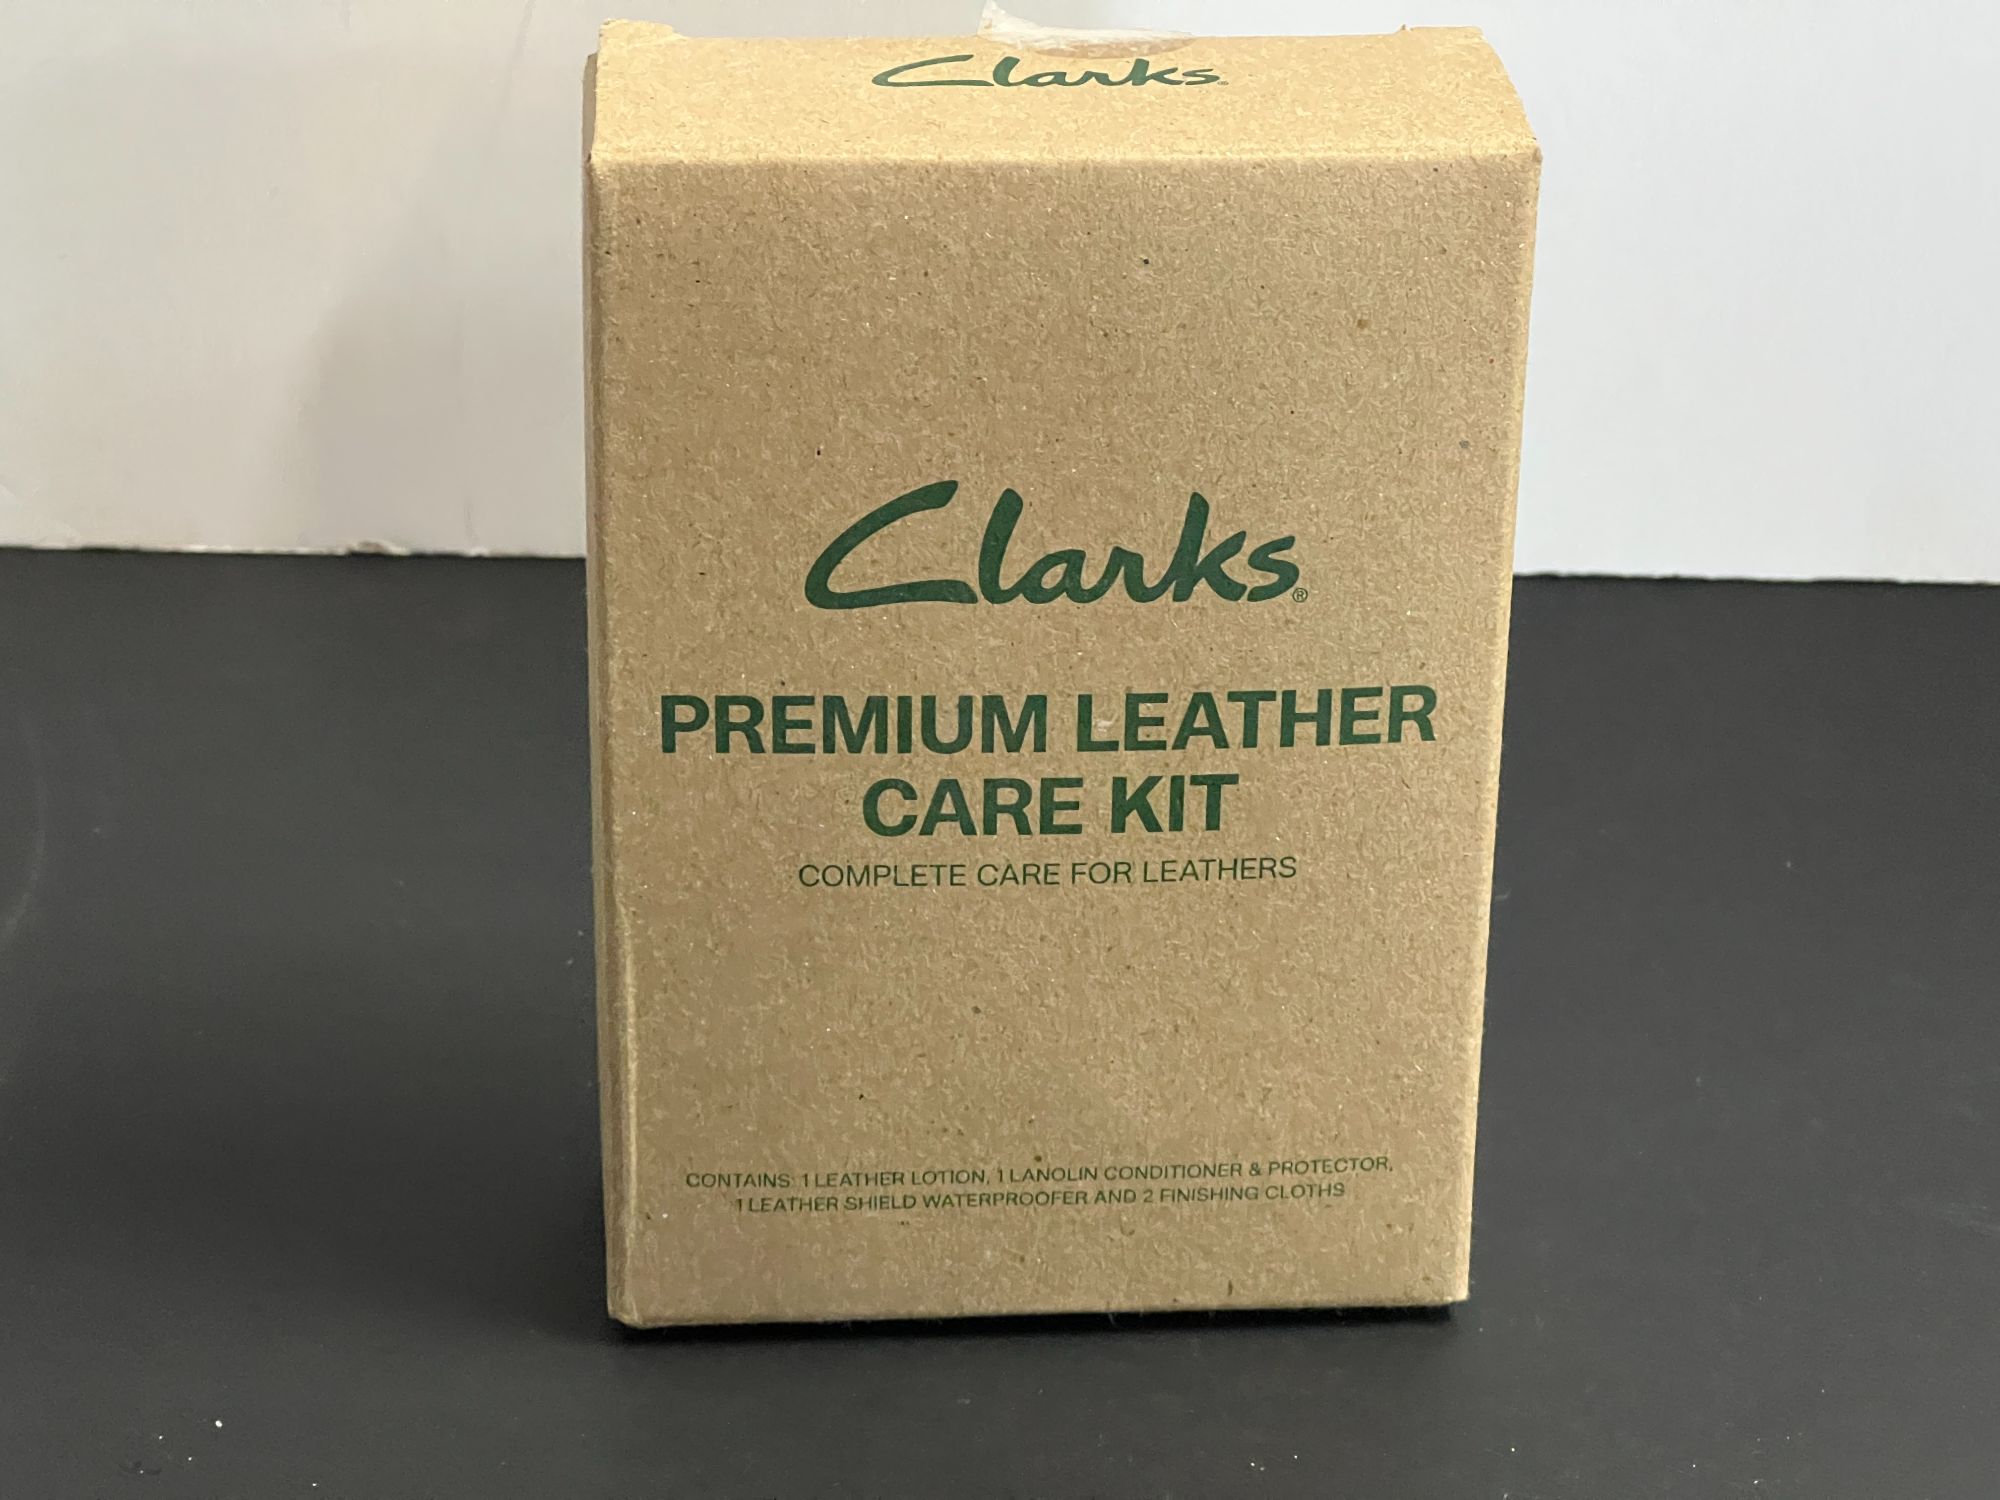 Clarks
Clarks®
PREMIUM LEATHER
CARE KIT
COMPLETE CARE FOR LEATHERS
CONTAINS: 1 LEATHER LOTION, 1 LANOLIN CONDITIONER & PROTECTOR,
1 LEATHER SHIELD WATERPROOFER AND 2 FINISHING CLOTHS